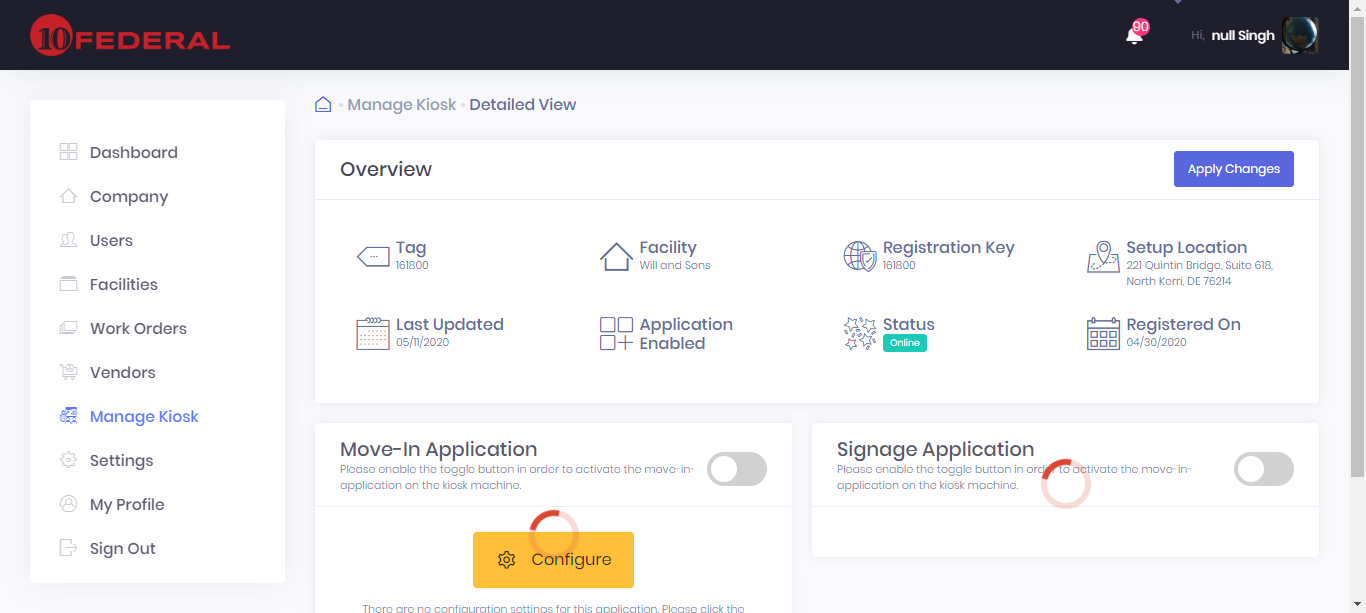 10 FEDERAL
90
Hi, null Singh
Manage Kiosk
Detailed View
Dashboard
Company
Users
Facilities
Work Orders
Vendors
Manage Kiosk
Settings
My Profile
Sign Out
Overview
Apply Changes
Tag
161800
Facility
Will and Sons
Registration Key
161800
Setup Location
221 Quintin Bridge, Suite 618,
North Kerri, DE 76214
Last Updated
05/11/2020
Application
Enabled
Status
Online
Registered On
04/30/2020
Move-In Application
Please enable the toggle button in order to activate the move-in-
application on the kiosk machine.
Configure
There are no configuration settings for this application. Please click the
Signage Application
Please enable the toggle button in order to activate the move-in-
application on the kiosk machine.